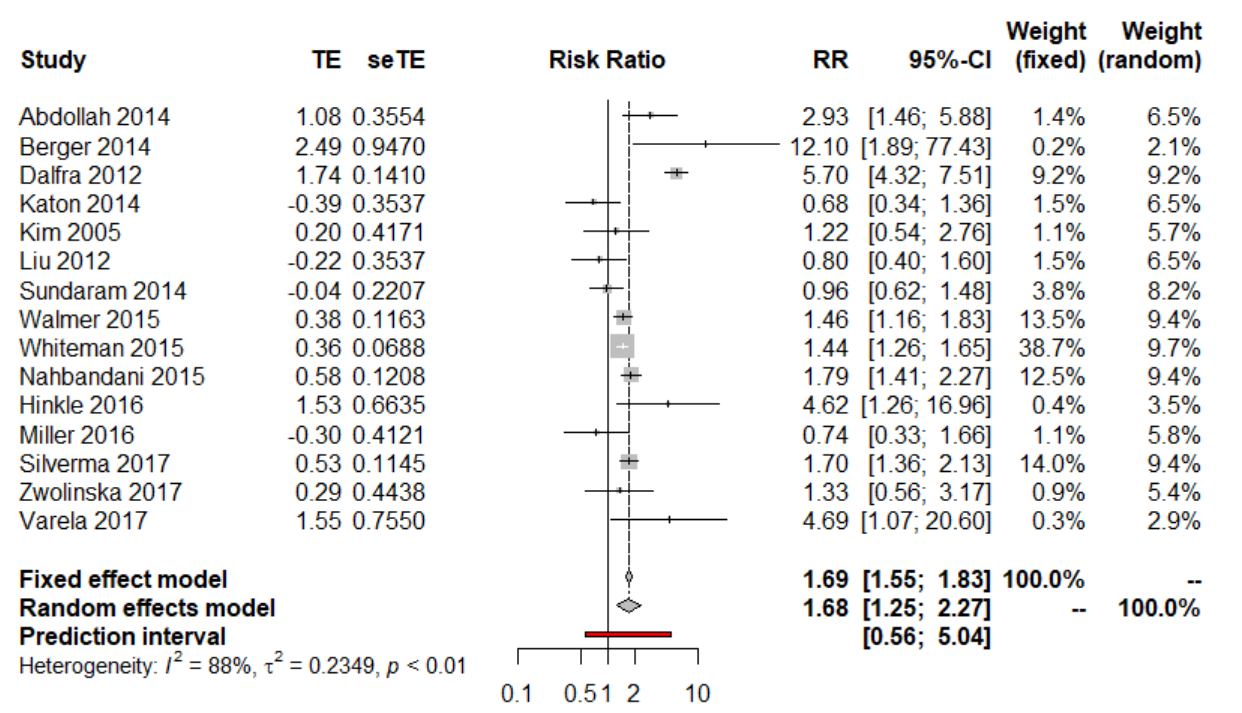 Weight Weight
Study TE seTE Risk Ratio RR 95%-CI (fixed) (random)
Abdollah 2014 1.08 0.3554 2.93 [1.46; 5.88] 1.4% 6.5%
Berger 2014 2.49 0.9470 12.10 [1.89; 77.43] 0.2% 2.1%
Dalfra 2012 1.74 0.1410 5.70 [4.32; 7.51] 9.2% 9.2%
Katon 2014 -0.39 0.3537 0.68 [0.34; 1.36] 1.5% 6.5%
Kim 2005 0.20 0.4171 1.22 [0.54; 2.76] 1.1% 5.7%
Liu 2012 -0.22 0.3537 0.80 [0.40; 1.60] 1.5% 6.5%
Sundaram 2014 -0.04 0.2207 0.96 [0.62; 1.48] 3.8% 8.2%
Walmer 2015 0.38 0.1163 1.46 [1.16; 1.83] 13.5% 9.4%
Whiteman 2015 0.36 0.0688 1.44 [1.26; 1.65] 38.7% 9.7%
Nahbandani 2015 0.58 0.1208 1.79 [1.41; 2.27] 12.5% 9.4%
Hinkle 2016 1.53 0.6635 4.62 [1.26; 16.96] 0.4% 3.5%
Miller 2016 -0.30 0.4121 0.74 [0.33; 1.66] 1.1% 5.8%
Silverma 2017 0.53 0.1145 1.70 [1.36; 2.13] 14.0% 9.4%
Zwolinska 2017 0.29 0.4438 1.33 [0.56; 3.17] 0.9% 5.4%
Varela 2017 1.55 0.7550 4.69 [1.07; 20.60] 0.3% 2.9%
Fixed effect model 1.69 [1.55; 1.83] 100.0% --
Random effects model 1.68 [1.25; 2.27] -- 100.0%
Prediction interval [0.56; 5.04]
Heterogeneity: I² = 88%, τ² = 0.2349, p < 0.01
0.1 0.5 1 2 10